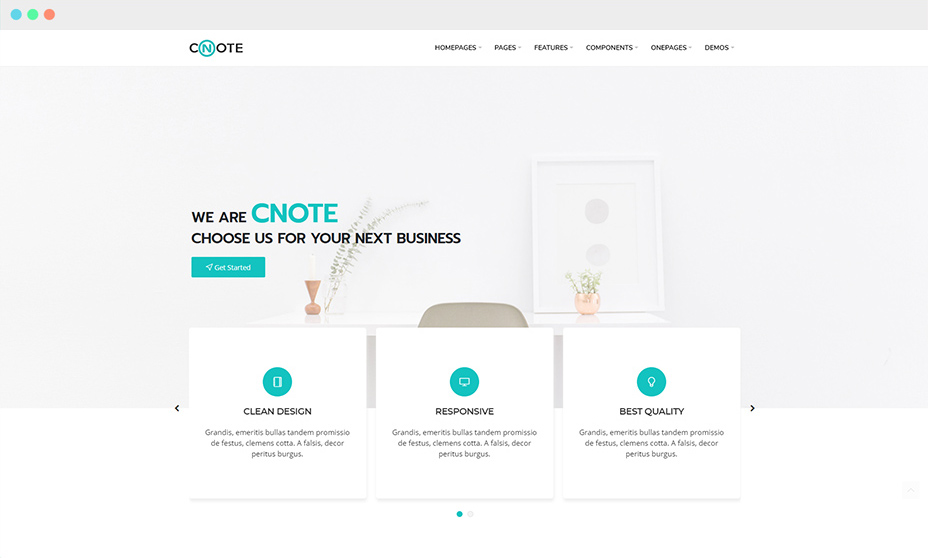 CNOTE
HOMEPAGES PAGES FEATURES COMPONENTS ONEPAGES DEMOS
WE ARE CNOTE
CHOOSE US FOR YOUR NEXT BUSINESS
Get Started
CLEAN DESIGN
Grandis, emeritis bullas tandem promissio
de festus, clemens cotta. A falsis, decor
peritus burgus.
RESPONSIVE
Grandis, emeritis bullas tandem promissio
de festus, clemens cotta. A falsis, decor
peritus burgus.
BEST QUALITY
Grandis, emeritis bullas tandem promissio
de festus, clemens cotta. A falsis, decor
peritus burgus.